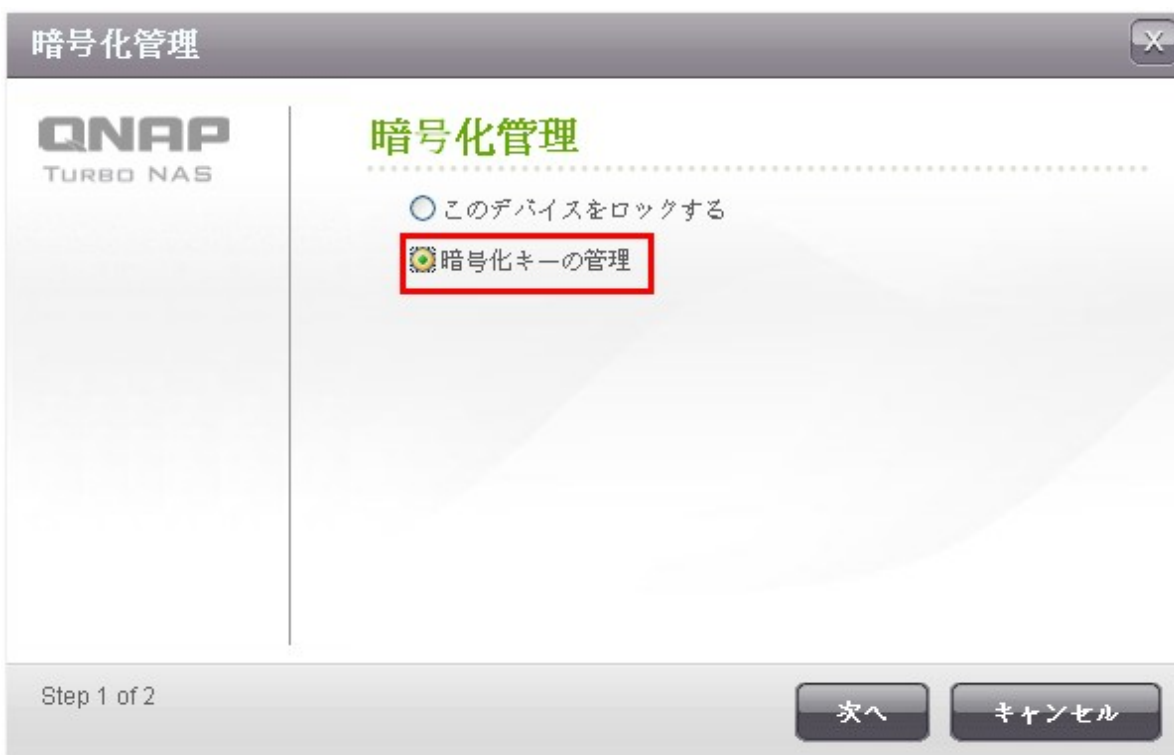 暗号化管理
X
QNAP
TURBO NAS
暗号化管理
このデバイスをロックする
暗号化キーの管理
Step 1 of 2
次へ
キャンセル